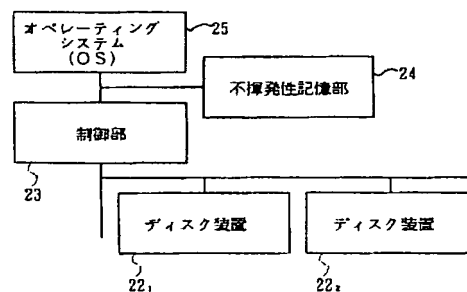 オペレーティング
システム
(OS)
25
不揮発性記憶部
24
制御部
23
ディスク装置
22₁
ディスク装置
22₂